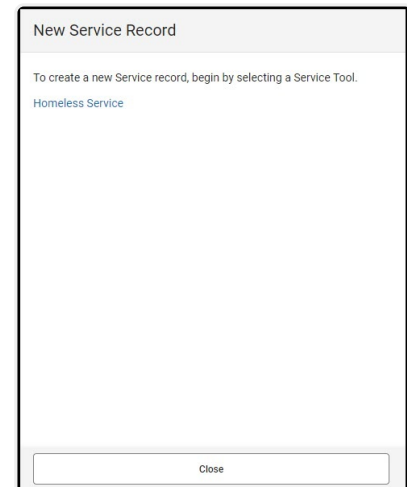 New Service Record
To create a new Service record, begin by selecting a Service Tool.
Homeless Service
Close